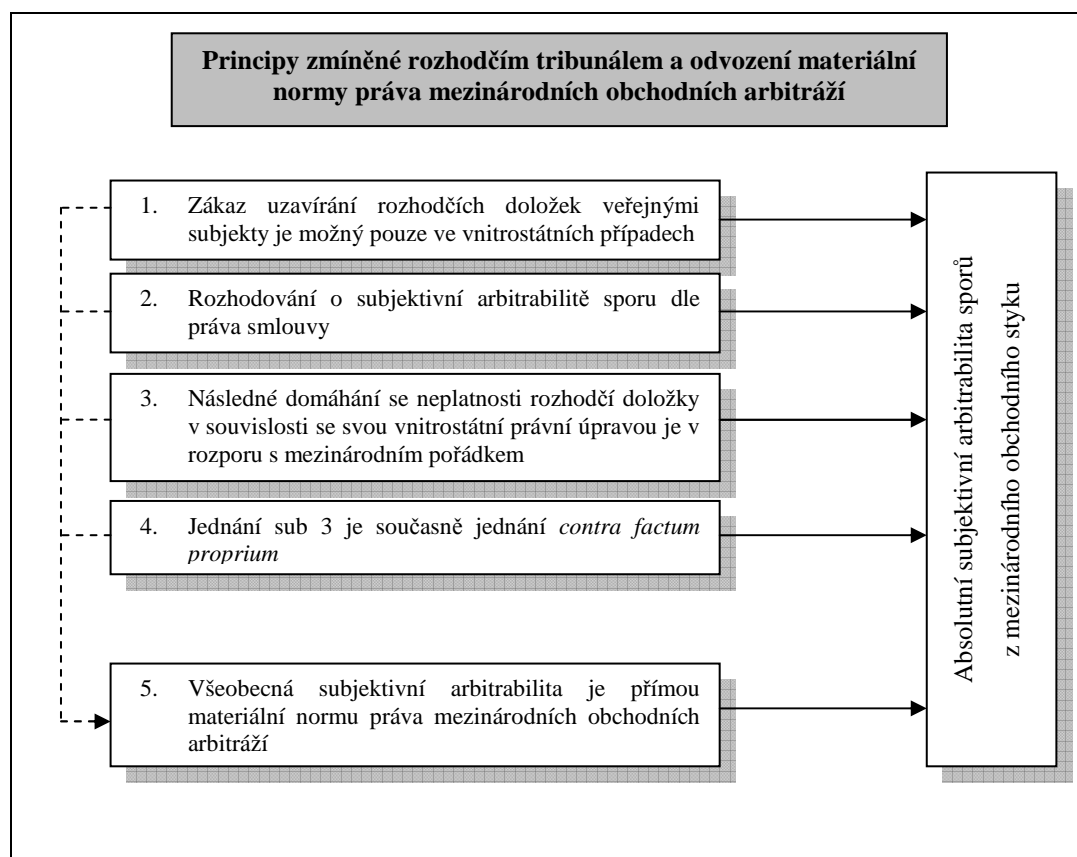 Principy zmíněné rozhodčím tribunálem a odvození materiální
normy práva mezinárodních obchodních arbitráží
1. Zákaz uzavírání rozhodčích doložek veřejnými
subjekty je možný pouze ve vnitrostátních případech
2. Rozhodování o subjektivní arbitrabilitě sporu dle
práva smlouvy
3. Následné domáhání se neplatnosti rozhodčí doložky
v souvislosti se svou vnitrostátní právní úpravou je v
rozporu s mezinárodním pořádkem
4. Jednání sub 3 je současně jednání contra factum
proprium
5. Všeobecná subjektivní arbitrabilita je přímou
materiální normu práva mezinárodních obchodních
arbitráží
Absolutní subjektivní arbitrabilita sporů
z mezinárodního obchodního styku